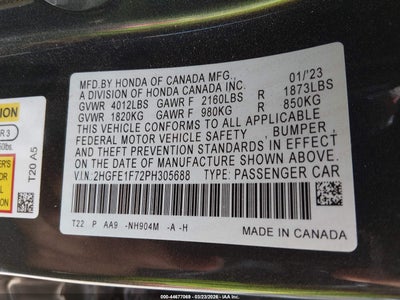 MFD.BY HONDA OF CANADA MFG.,
A DIVISION OF HONDA CANADA INC. 01/'23
GVWR 4012LBS GAWR F 2160LBS R 1873LBS
GVWR 1820KG GAWR F 980KG R 850KG
THIS VEHICLE CONFORMS TO ALL APPLICABLE
FEDERAL MOTOR VEHICLE SAFETY , BUMPER ,
AND THEFT PREVENTION STANDARDS IN EFFECT
ON THE DATE OF MANUFACTURE SHOWN ABOVE.
V.I.N: 2HGFE1F72PH305688 TYPE: PASSENGER CAR
T22 P AA9 -NH904M -A -H
MADE IN CANADA
T20 A5
000-44677069 | 03/23/2026 | IAA Inc.